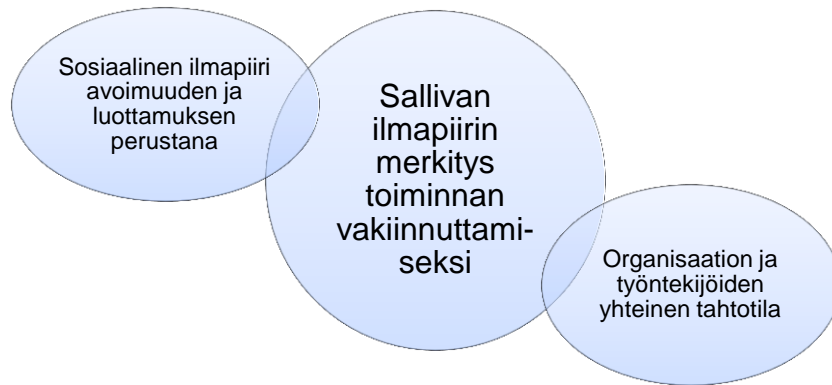 Sosiaalinen ilmapiiri
avoimuuden ja
luottamuksen
perustana
Sallivan
ilmapiirin
merkitys
toiminnan
vakiinnuttami-
seksi
Organisaation ja
työntekijöiden
yhteinen tahtotila